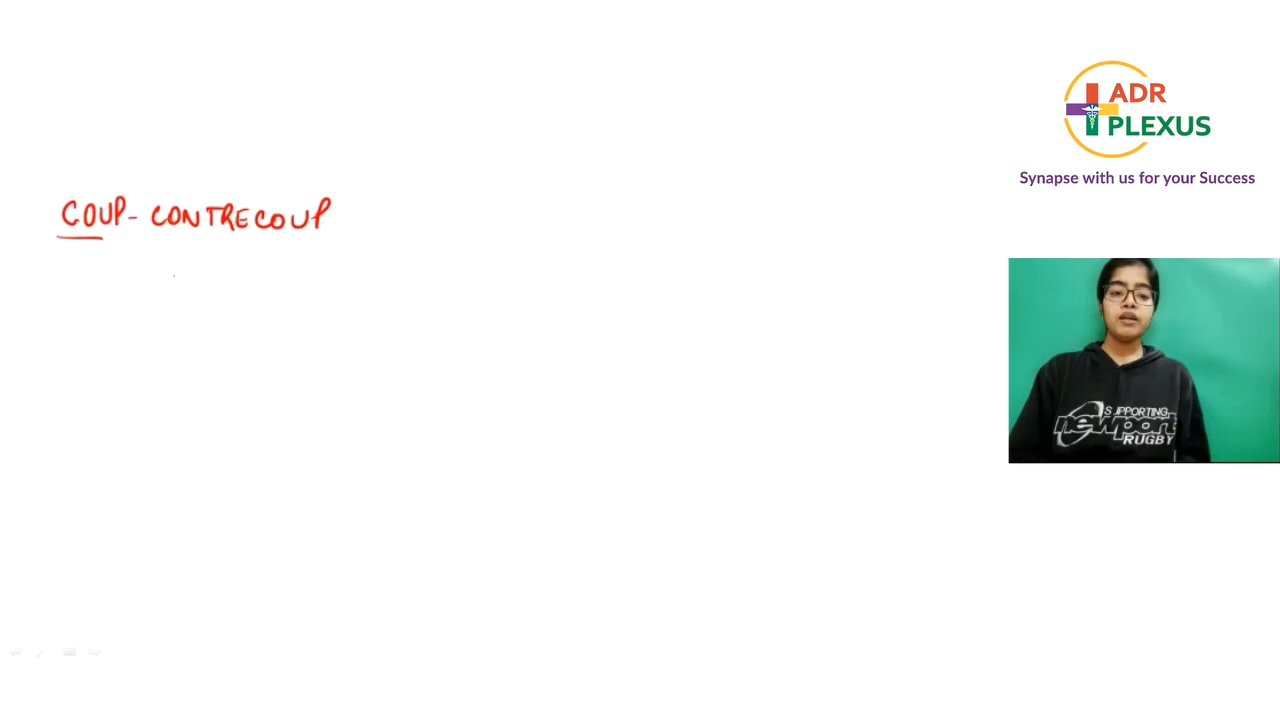 ADR
PLEXUS
Synapse with us for your Success
COUP - CONTRECOUP
SUPPORTING
newport
RUGBY